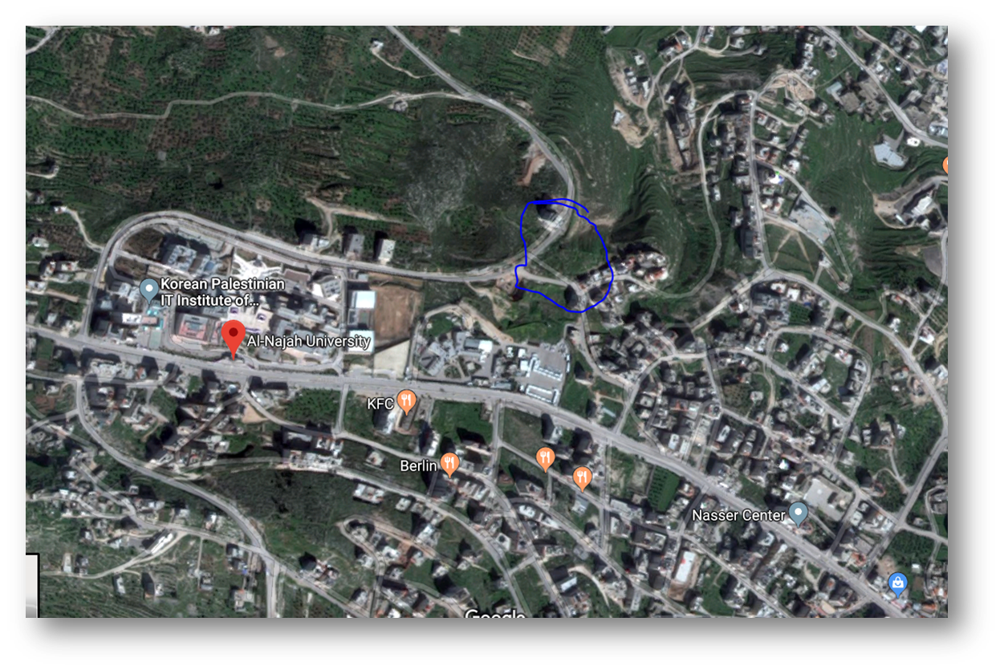 Korean Palestinian
IT Institute of...
Al-Najah University
KFC
Berlin
Nasser Center
Google